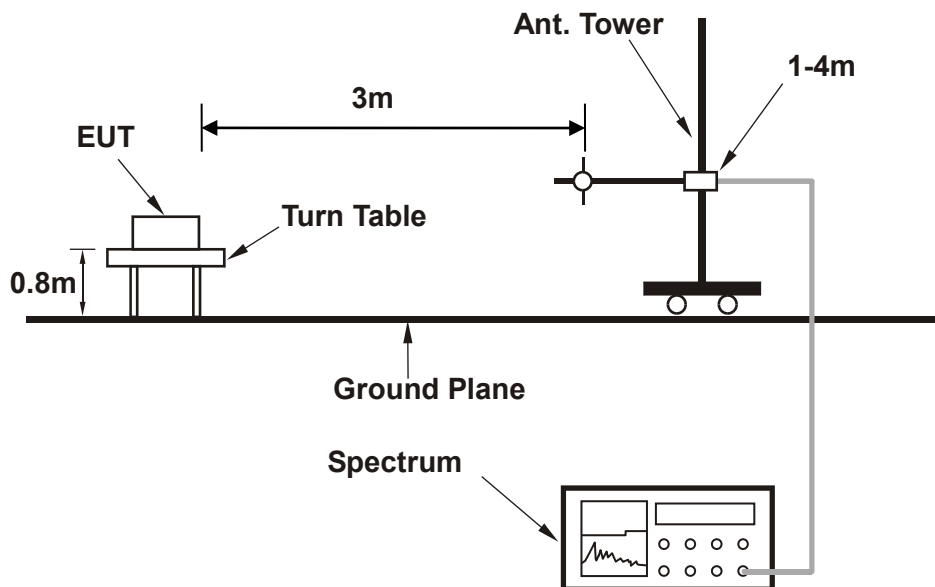 Ant. Tower
1-4m
3m
EUT
Turn Table
0.8m
Ground Plane
Spectrum